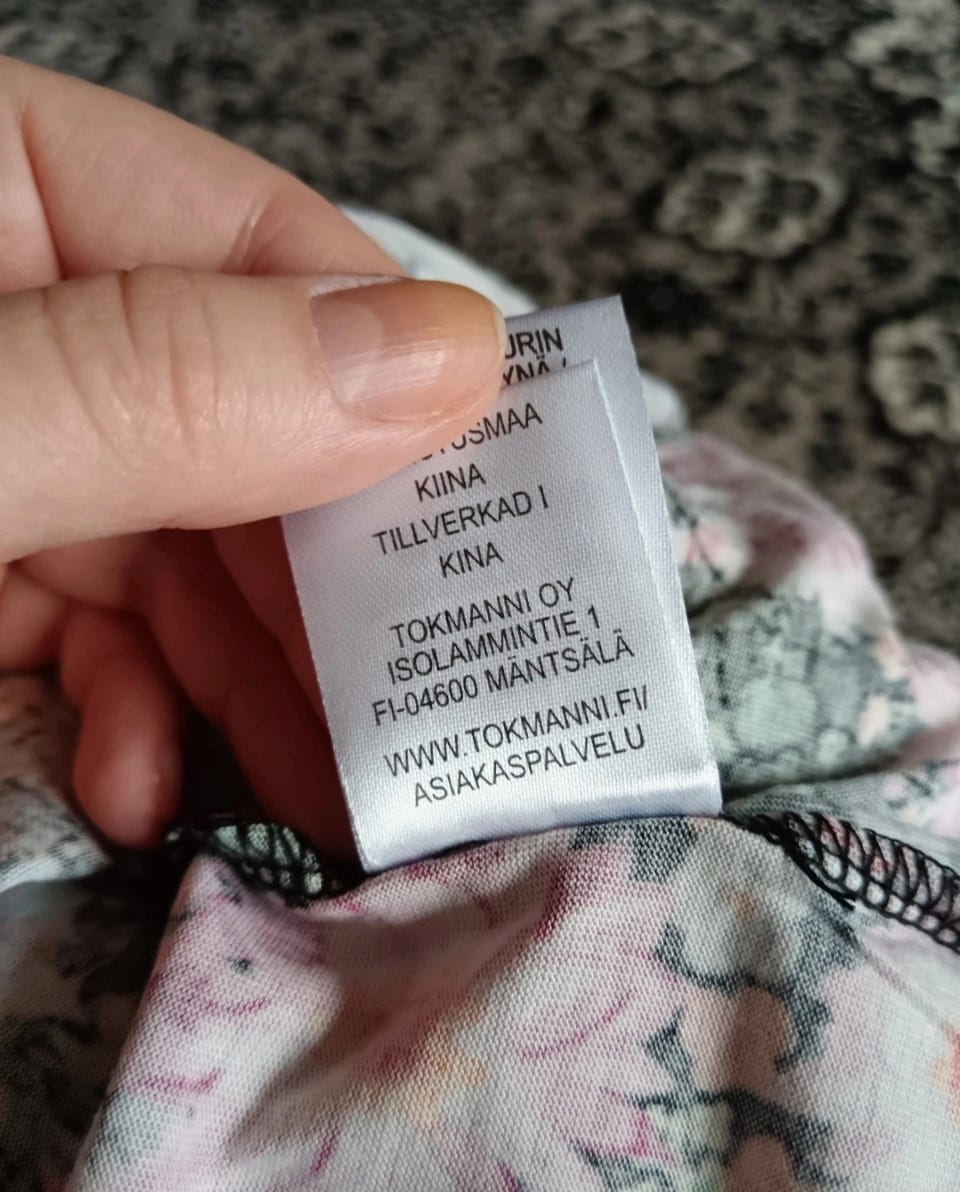 KIINA
TILLVERKAD I
KINA
TOKMANNI OY
ISOLAMMINTIE 1
FI-04600 MÄNTSÄLÄ
WWW.TOKMANNI.FI/
ASIAKASPALVELU